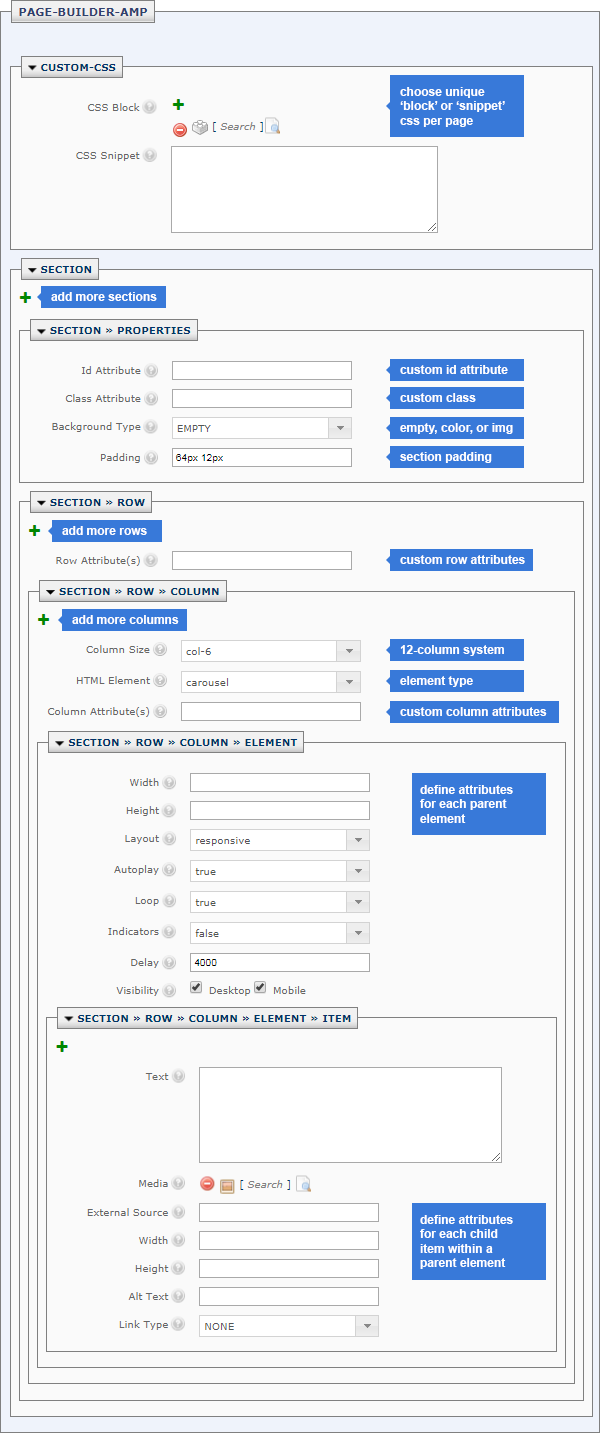 PAGE-BUILDER-AMP
CUSTOM-CSS
CSS Block
choose unique
‘block’ or ‘snippet’
css per page
[ Search ]
CSS Snippet
SECTION
add more sections
SECTION » PROPERTIES
Id Attribute
custom id attribute
Class Attribute
custom class
Background Type
EMPTY
empty, color, or img
Padding
64px 12px
section padding
SECTION » ROW
add more rows
Row Attribute(s)
custom row attributes
SECTION » ROW » COLUMN
add more columns
Column Size
col-6
12-column system
HTML Element
carousel
element type
Column Attribute(s)
custom column attributes
SECTION » ROW » COLUMN » ELEMENT
Width
define attributes
for each parent
element
Height
Layout
responsive
Autoplay
true
Loop
true
Indicators
false
Delay
4000
Visibility
Desktop
Mobile
SECTION » ROW » COLUMN » ELEMENT » ITEM
Text
Media
[ Search ]
External Source
define attributes
for each child
item within a
parent element
Width
Height
Alt Text
Link Type
NONE